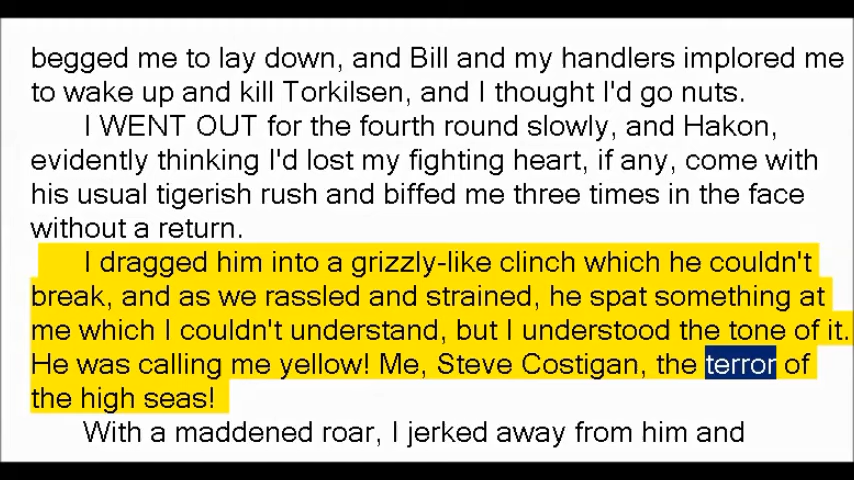 begged me to lay down, and Bill and my handlers implored me
to wake up and kill Torkilsen, and I thought I'd go nuts.
I WENT OUT for the fourth round slowly, and Hakon,
evidently thinking I'd lost my fighting heart, if any, come with
his usual tigerish rush and biffed me three times in the face
without a return.
I dragged him into a grizzly-like clinch which he couldn't
break, and as we rassled and strained, he spat something at
me which I couldn't understand, but I understood the tone of it.
He was calling me yellow! Me, Steve Costigan, the terror of
the high seas!
With a maddened roar, I jerked away from him and